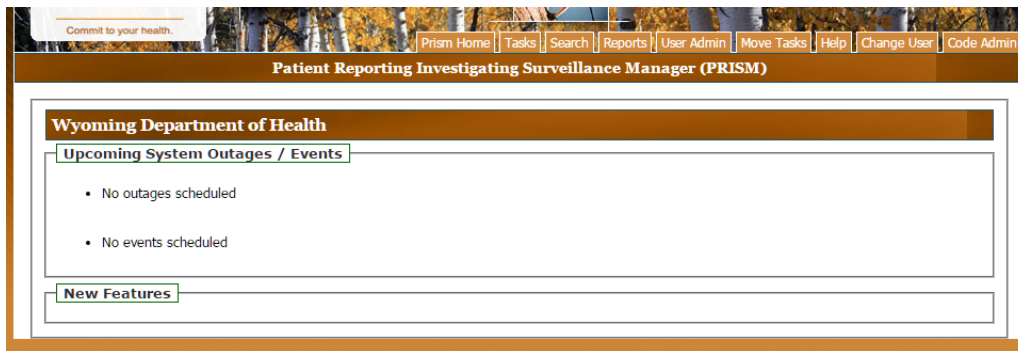 Commit to your health.
Prism Home Tasks Search Reports User Admin Move Tasks Help Change User Code Admin
Patient Reporting Investigating Surveillance Manager (PRISM)
Wyoming Department of Health
Upcoming System Outages / Events
• No outages scheduled
• No events scheduled
New Features